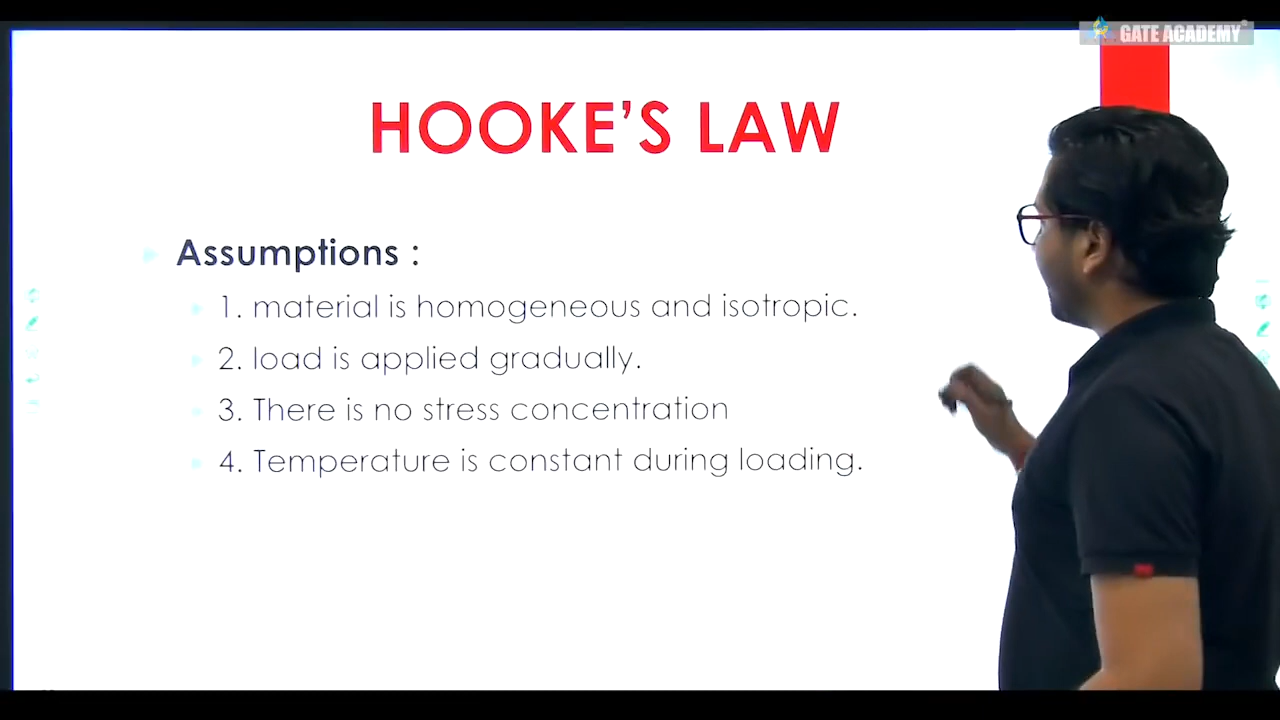 GATE ACADEMY
HOOKE'S LAW
Assumptions :
1. material is homogeneous and isotropic.
2. load is applied gradually.
3. There is no stress concentration
4. Temperature is constant during loading.